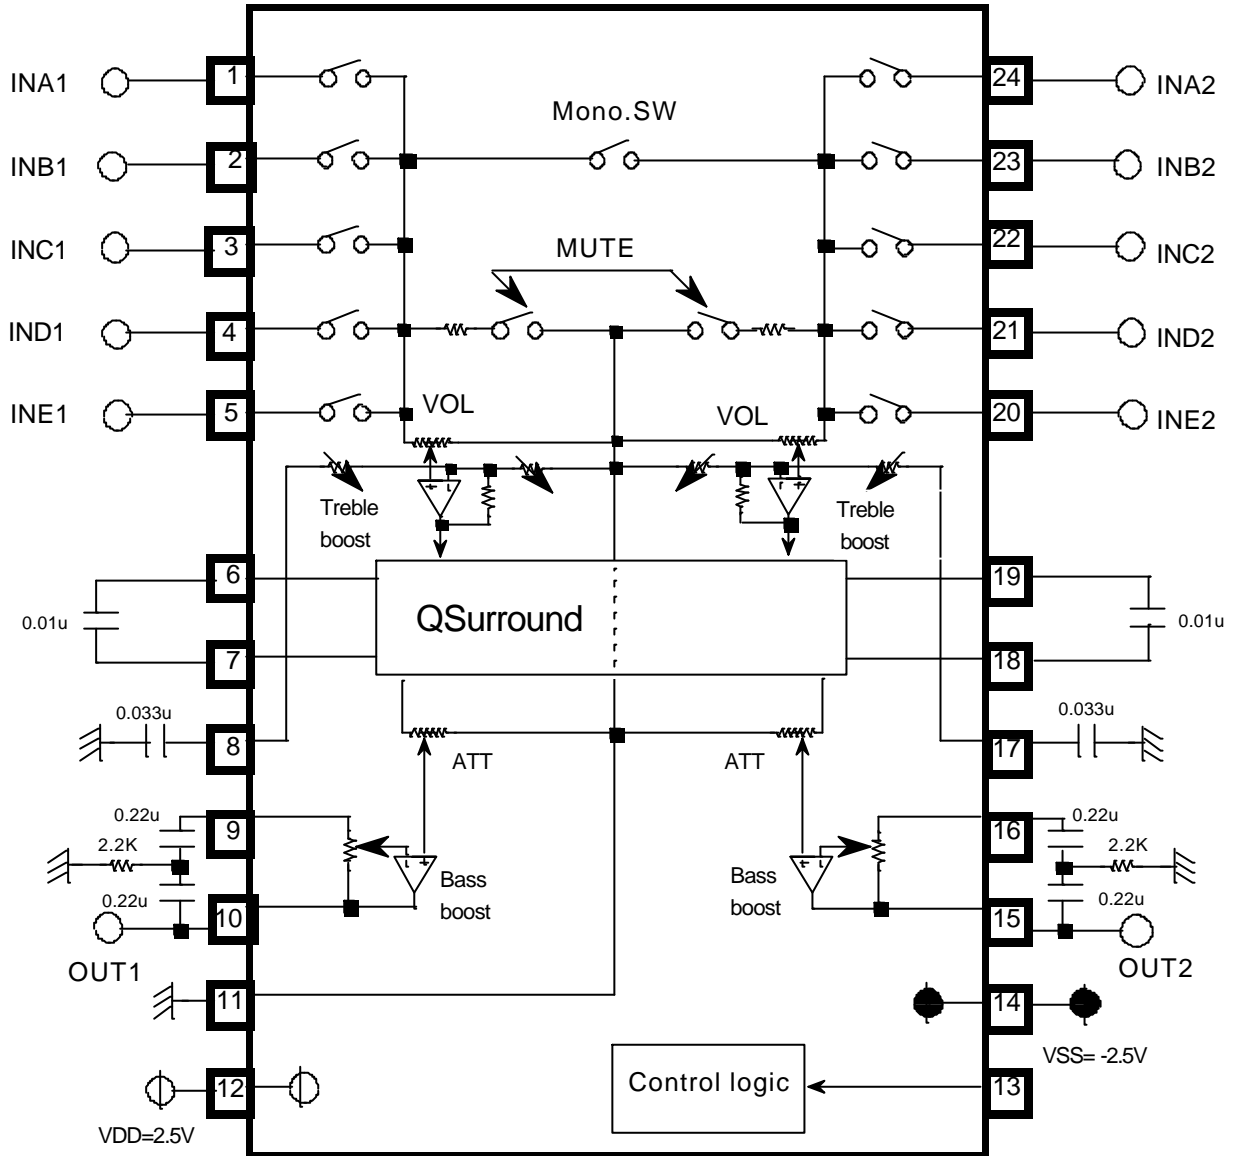 INA1
1
24
INA2
Mono.SW
INB1
2
23
INB2
INC1
3
MUTE
22
INC2
IND1
4
21
IND2
INE1
5
VOL
VOL
20
INE2
Treble
boost
Treble
boost
6
19
0.01u
QSurround
0.01u
7
18
0.033u
8
ATT
ATT
0.033u
17
0.22u
9
16
0.22u
2.2K
2.2K
0.22u
Bass
boost
Bass
boost
0.22u
10
15
OUT1
OUT2
11
14
VSS= -2.5V
12
Control logic
13
VDD=2.5V